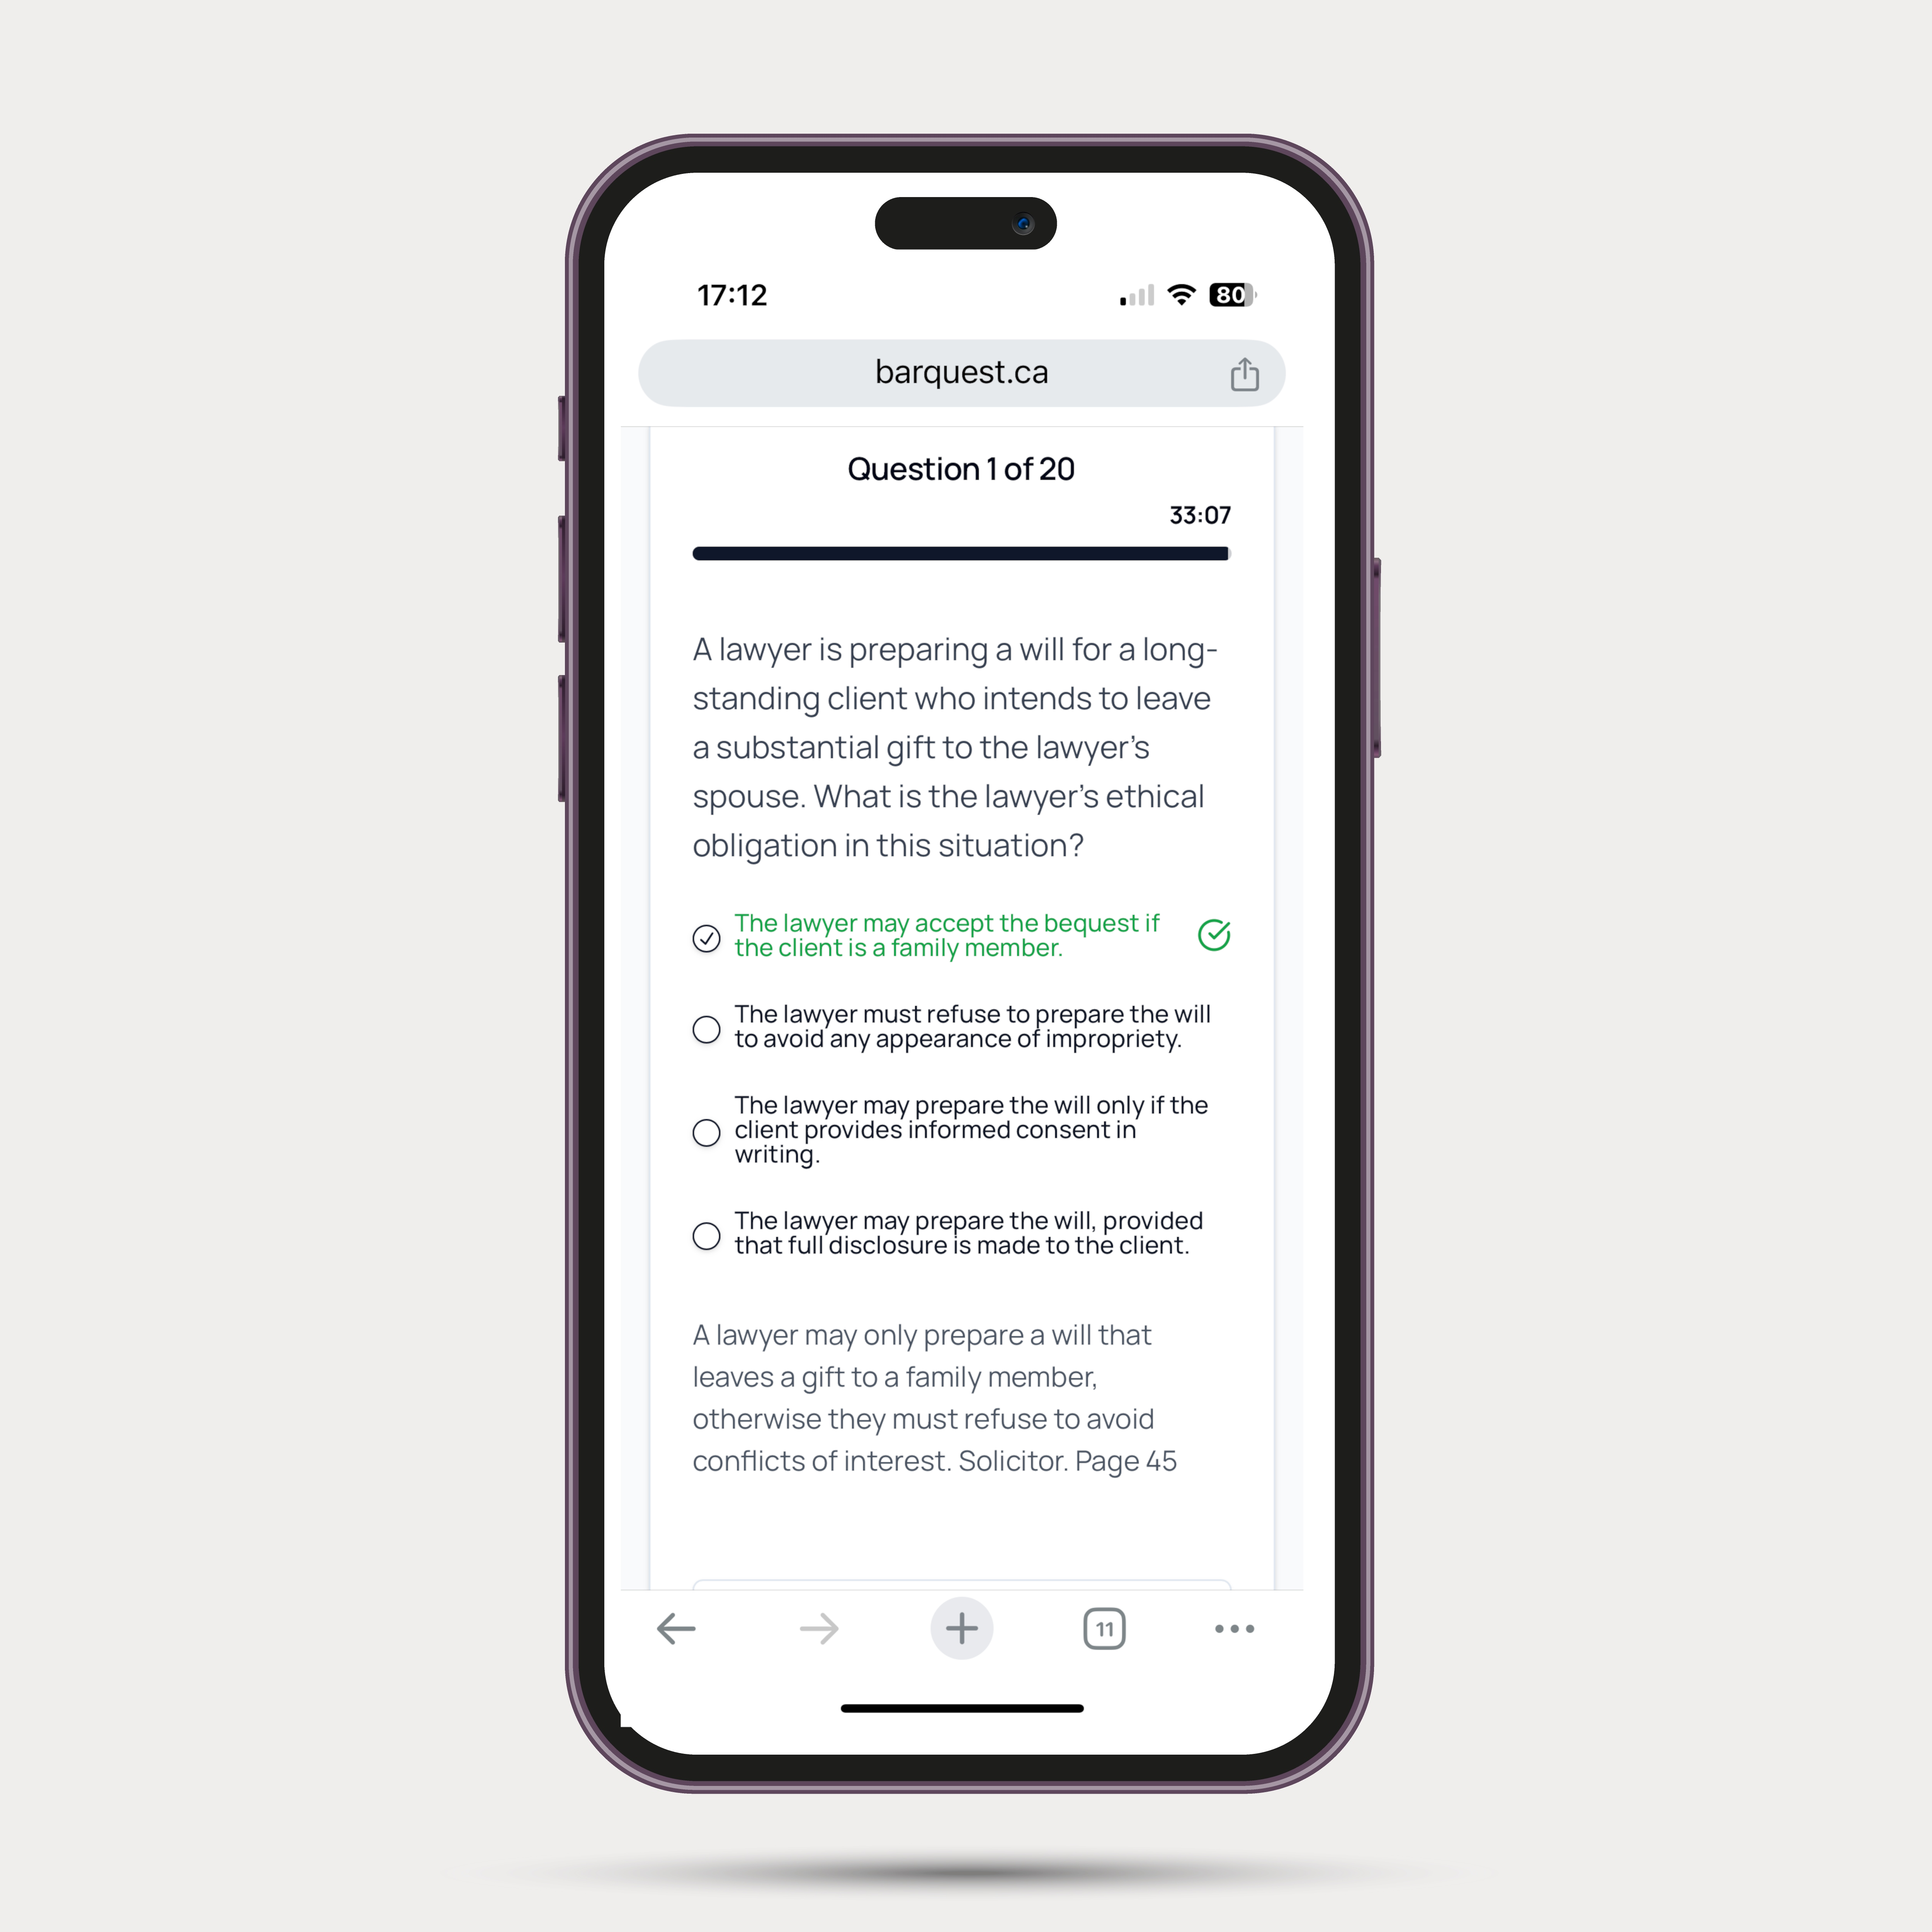 17:12
80
barquest.ca
Question 1 of 20
33:07
A lawyer is preparing a will for a long-
standing client who intends to leave
a substantial gift to the lawyer’s
spouse. What is the lawyer’s ethical
obligation in this situation?
The lawyer may accept the bequest if
the client is a family member.
The lawyer must refuse to prepare the will
to avoid any appearance of impropriety.
The lawyer may prepare the will only if the
client provides informed consent in
writing.
The lawyer may prepare the will, provided
that full disclosure is made to the client.
A lawyer may only prepare a will that
leaves a gift to a family member,
otherwise they must refuse to avoid
conflicts of interest. Solicitor. Page 45
11